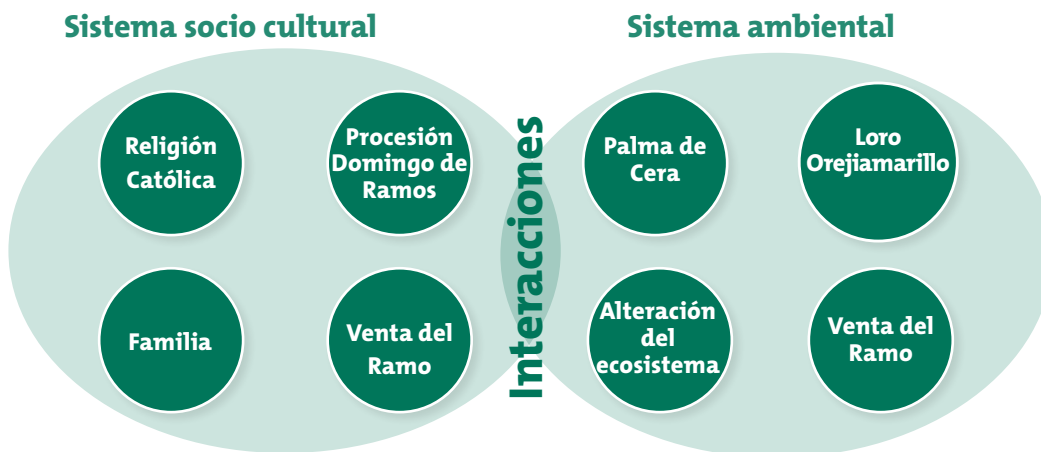 Sistema socio cultural
Sistema ambiental
Religión
Católica
Procesión
Domingo de
Ramos
Familia
Venta del
Ramo
Interacciones
Palma de
Cera
Loro
Orejiamarillo
Alteración
del
ecosistema
Venta del
Ramo